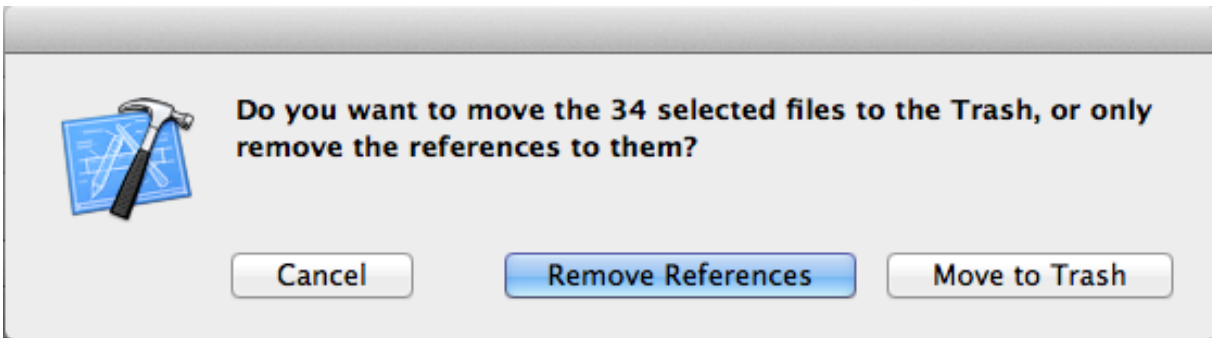 Do you want to move the 34 selected files to the Trash, or only
remove the references to them?
Cancel
Remove References
Move to Trash